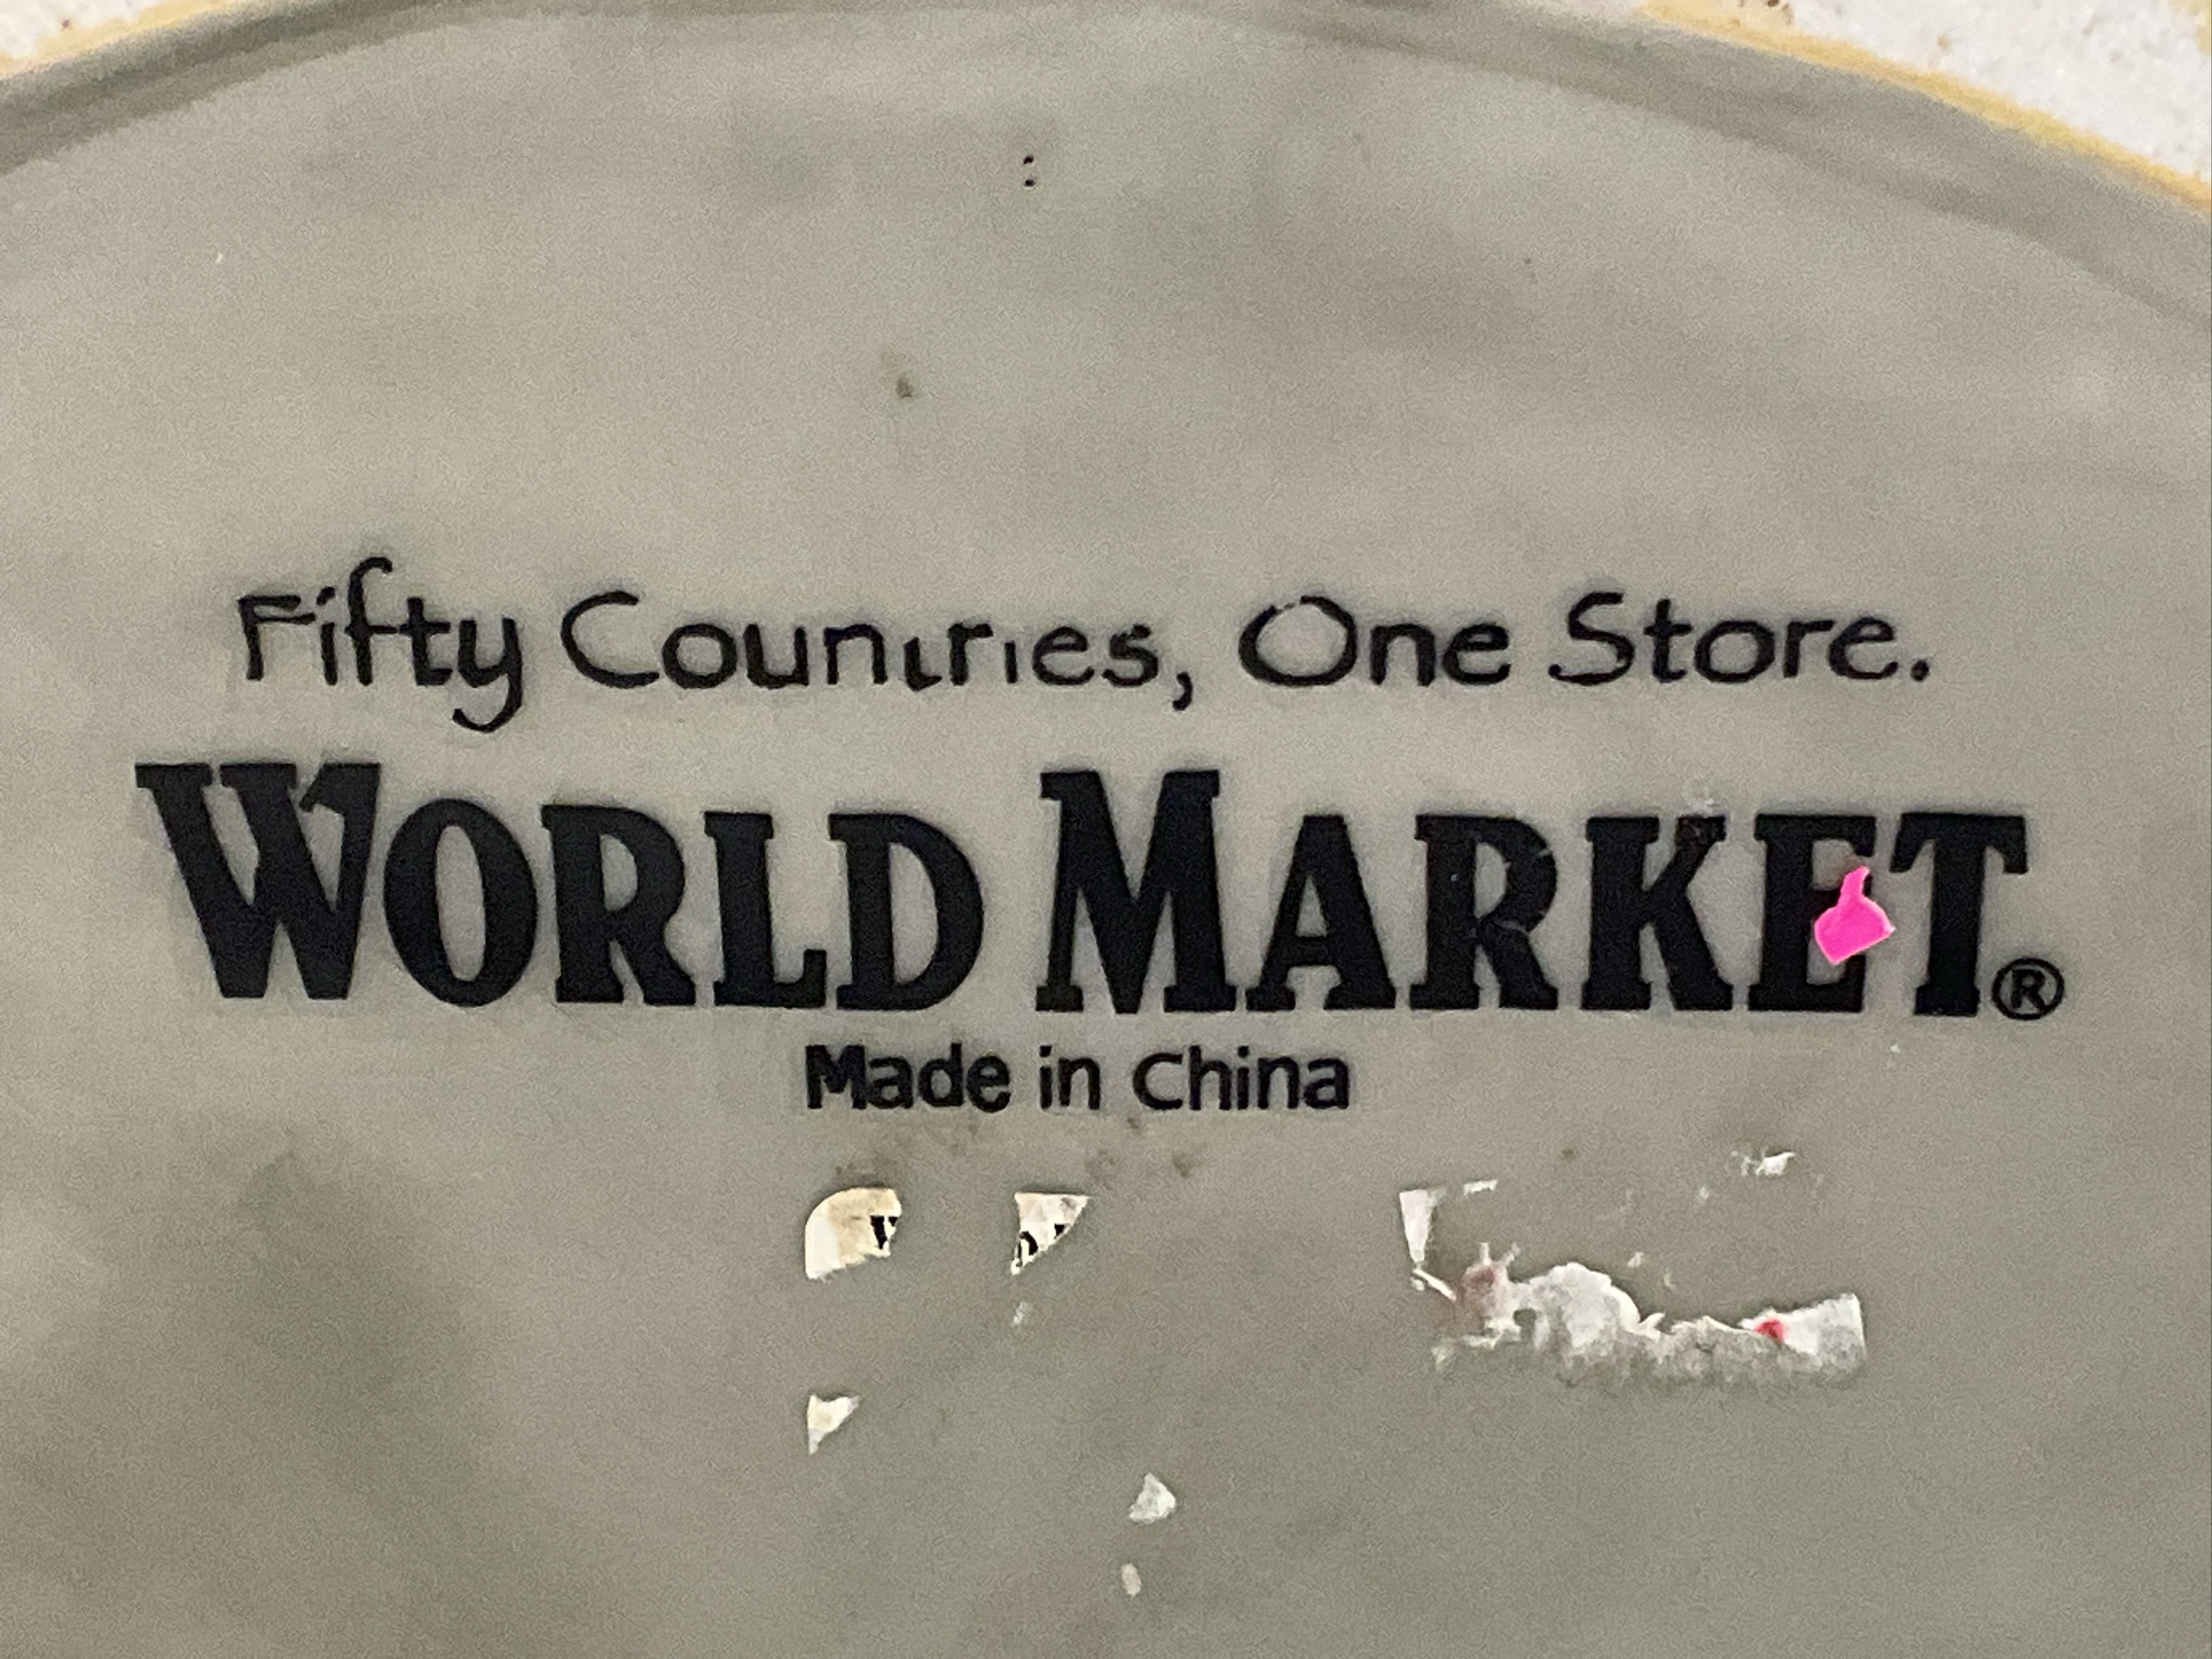 Fifty Countries, One Store.
WORLD MARKET®
Made in China